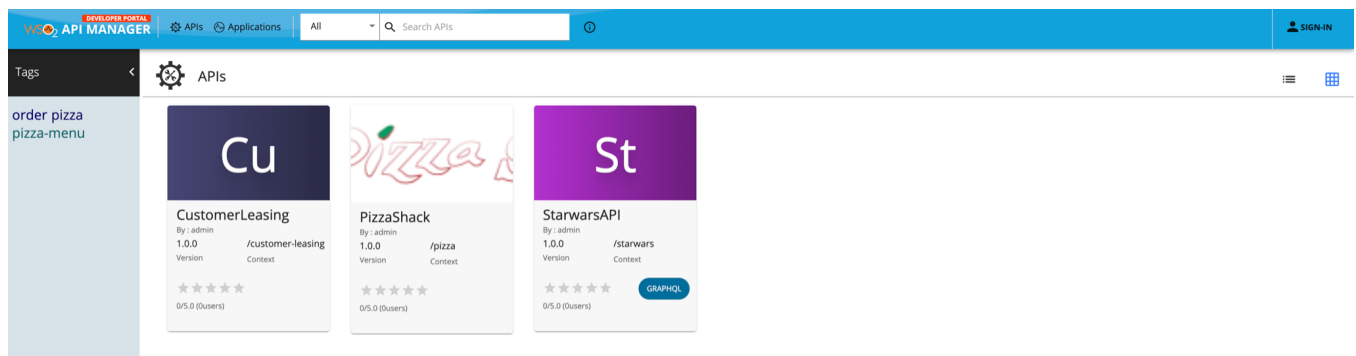 DEVELOPER PORTAL
WSO2 API MANAGER
APIs
Applications
All
Search APIs
SIGN-IN
Tags
APIs
order pizza
pizza-menu
Cu
CustomerLeasing
By : admin
1.0.0 /customer-leasing
Version Context
0/5.0 (0users)
Pizza S
PizzaShack
By : admin
1.0.0 /pizza
Version Context
0/5.0 (0users)
St
StarwarsAPI
By : admin
1.0.0 /starwars
Version Context
GRAPHQL
0/5.0 (0users)